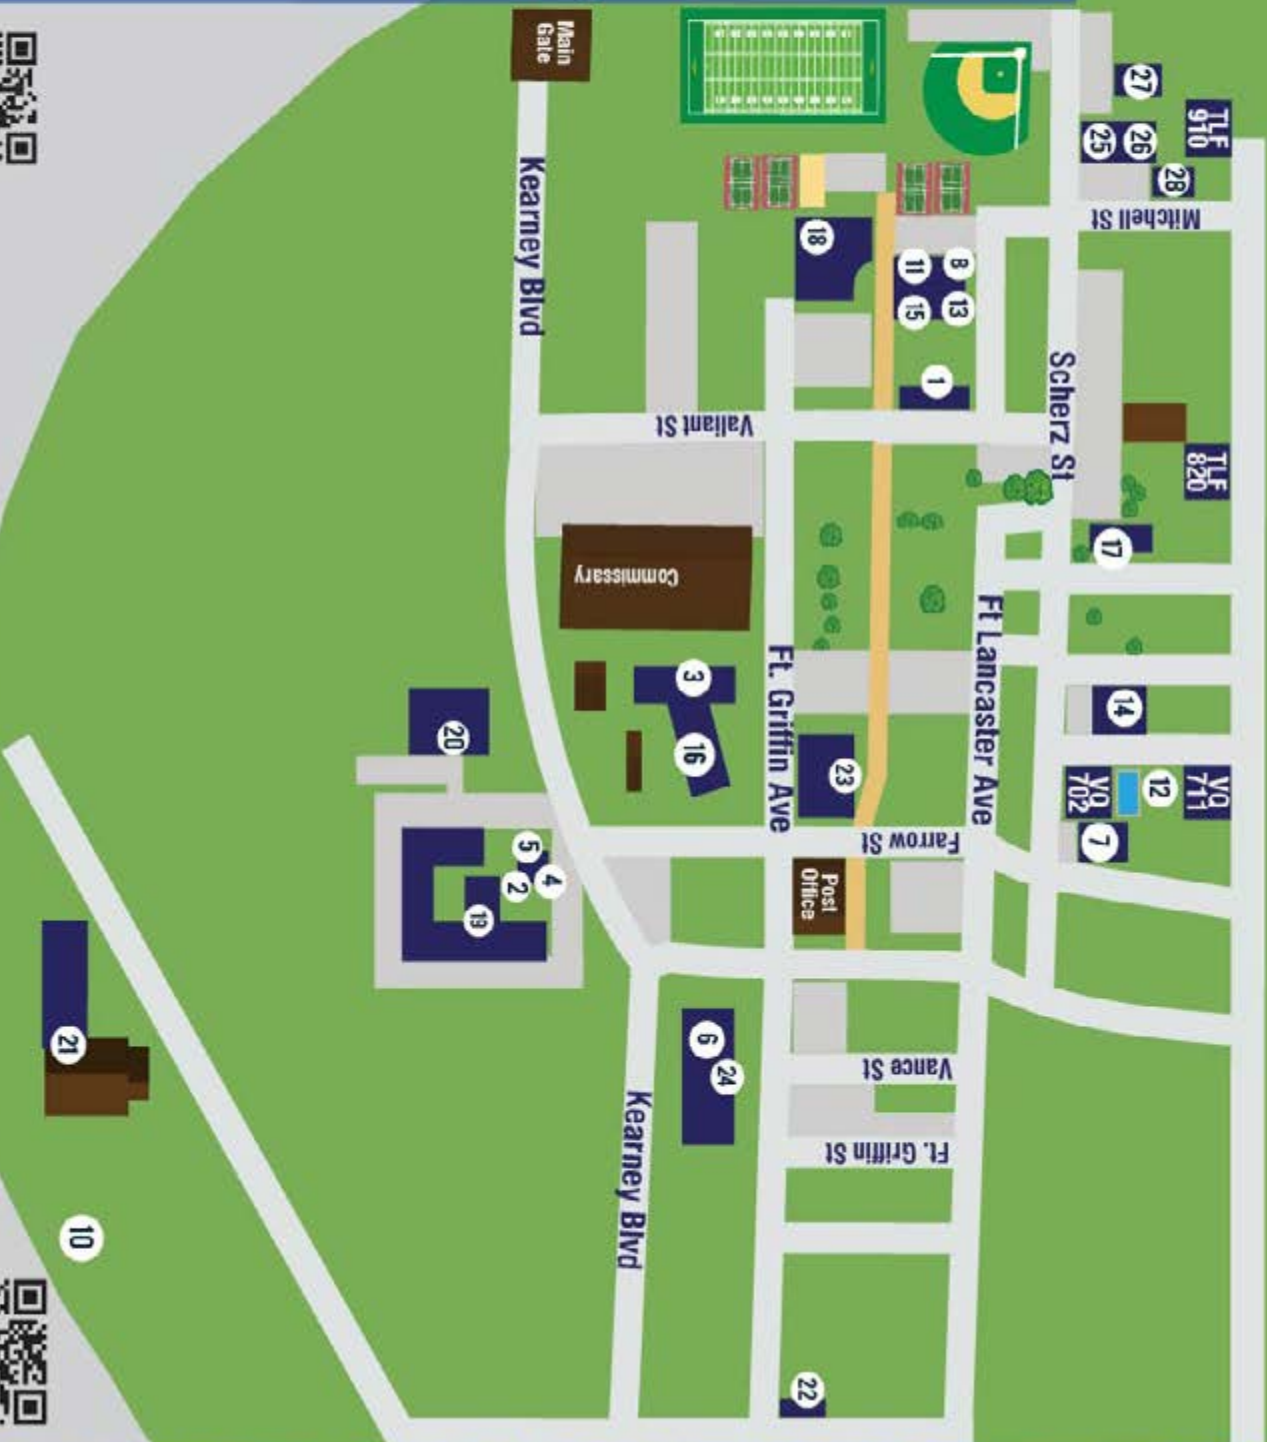 TLF
910
TLF
820
VQ
711
28
12
Mitchell St
27
26
25
17
14
VQ
702
7
Scherz St
Ft Lancaster Ave
8
13
11
15
1
Farrow St
Vance St
Ft. Griffin St
18
23
Post
Office
22
Ft. Griffin Ave
Valiant St
3
16
6
24
Commissary
Kearney Blvd
Main
Gate
Kearney Blvd
5
4
2
19
20
21
10